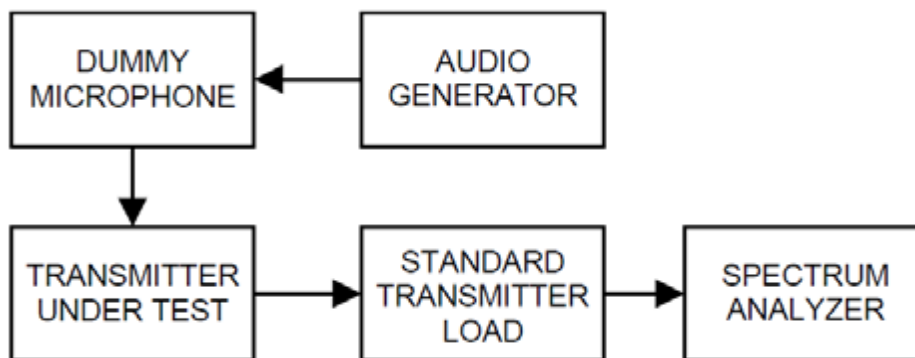 DUMMY
MICROPHONE
AUDIO
GENERATOR
TRANSMITTER
UNDER TEST
STANDARD
TRANSMITTER
LOAD
SPECTRUM
ANALYZER